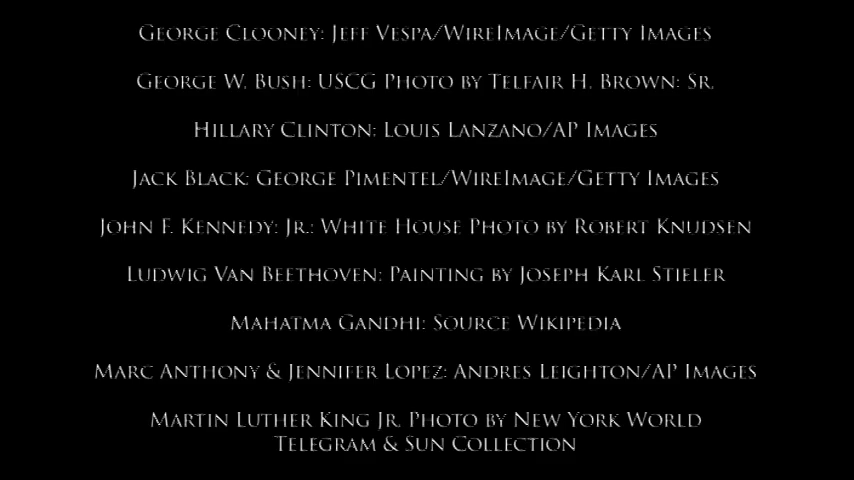 George Clooney: Jeff Vespa/WireImage/Getty Images
George W. Bush: USCG Photo by Telfair H. Brown: Sr.
Hillary Clinton: Louis Lanzano/AP Images
Jack Black: George Pimentel/WireImage/Getty Images
John F. Kennedy: Jr.: White House Photo by Robert Knudsen
Ludwig Van Beethoven: Painting by Joseph Karl Stieler
Mahatma Gandhi: Source Wikipedia
Marc Anthony & Jennifer Lopez: Andres Leighton/AP Images
Martin Luther King Jr. Photo by New York World
Telegram & Sun Collection